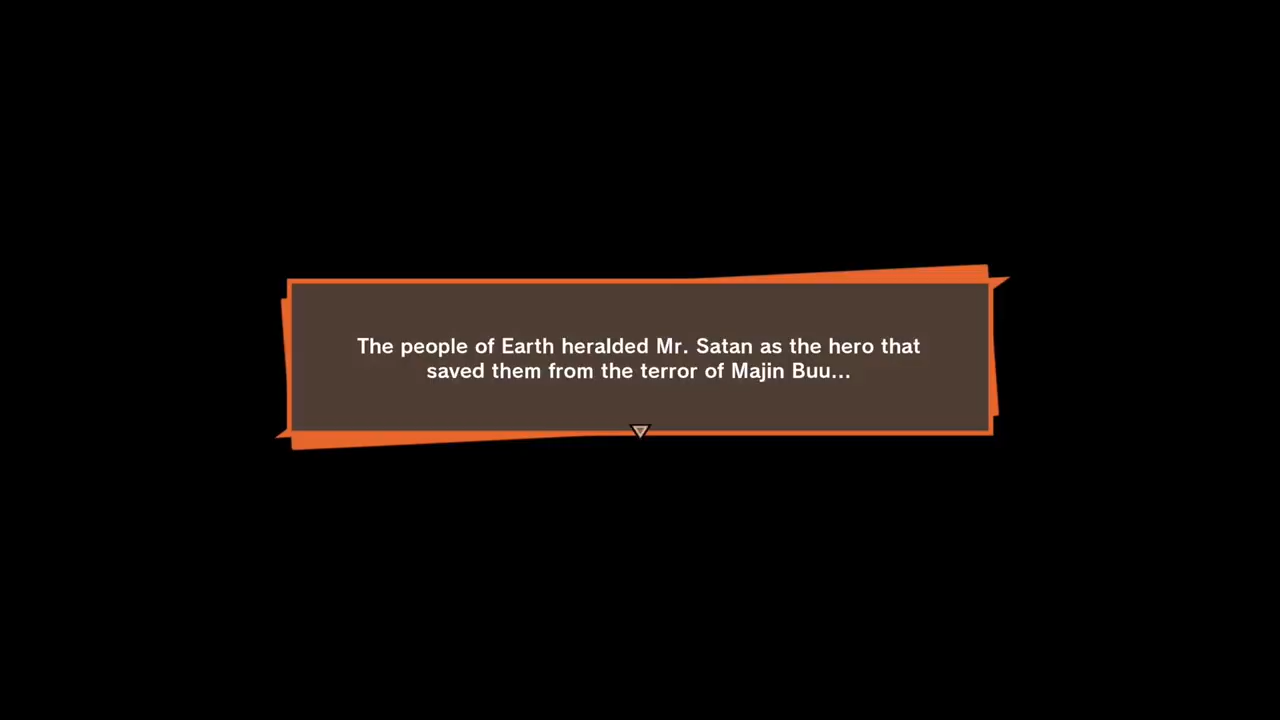 The people of Earth heralded Mr. Satan as the hero that
saved them from the terror of Majin Buu...